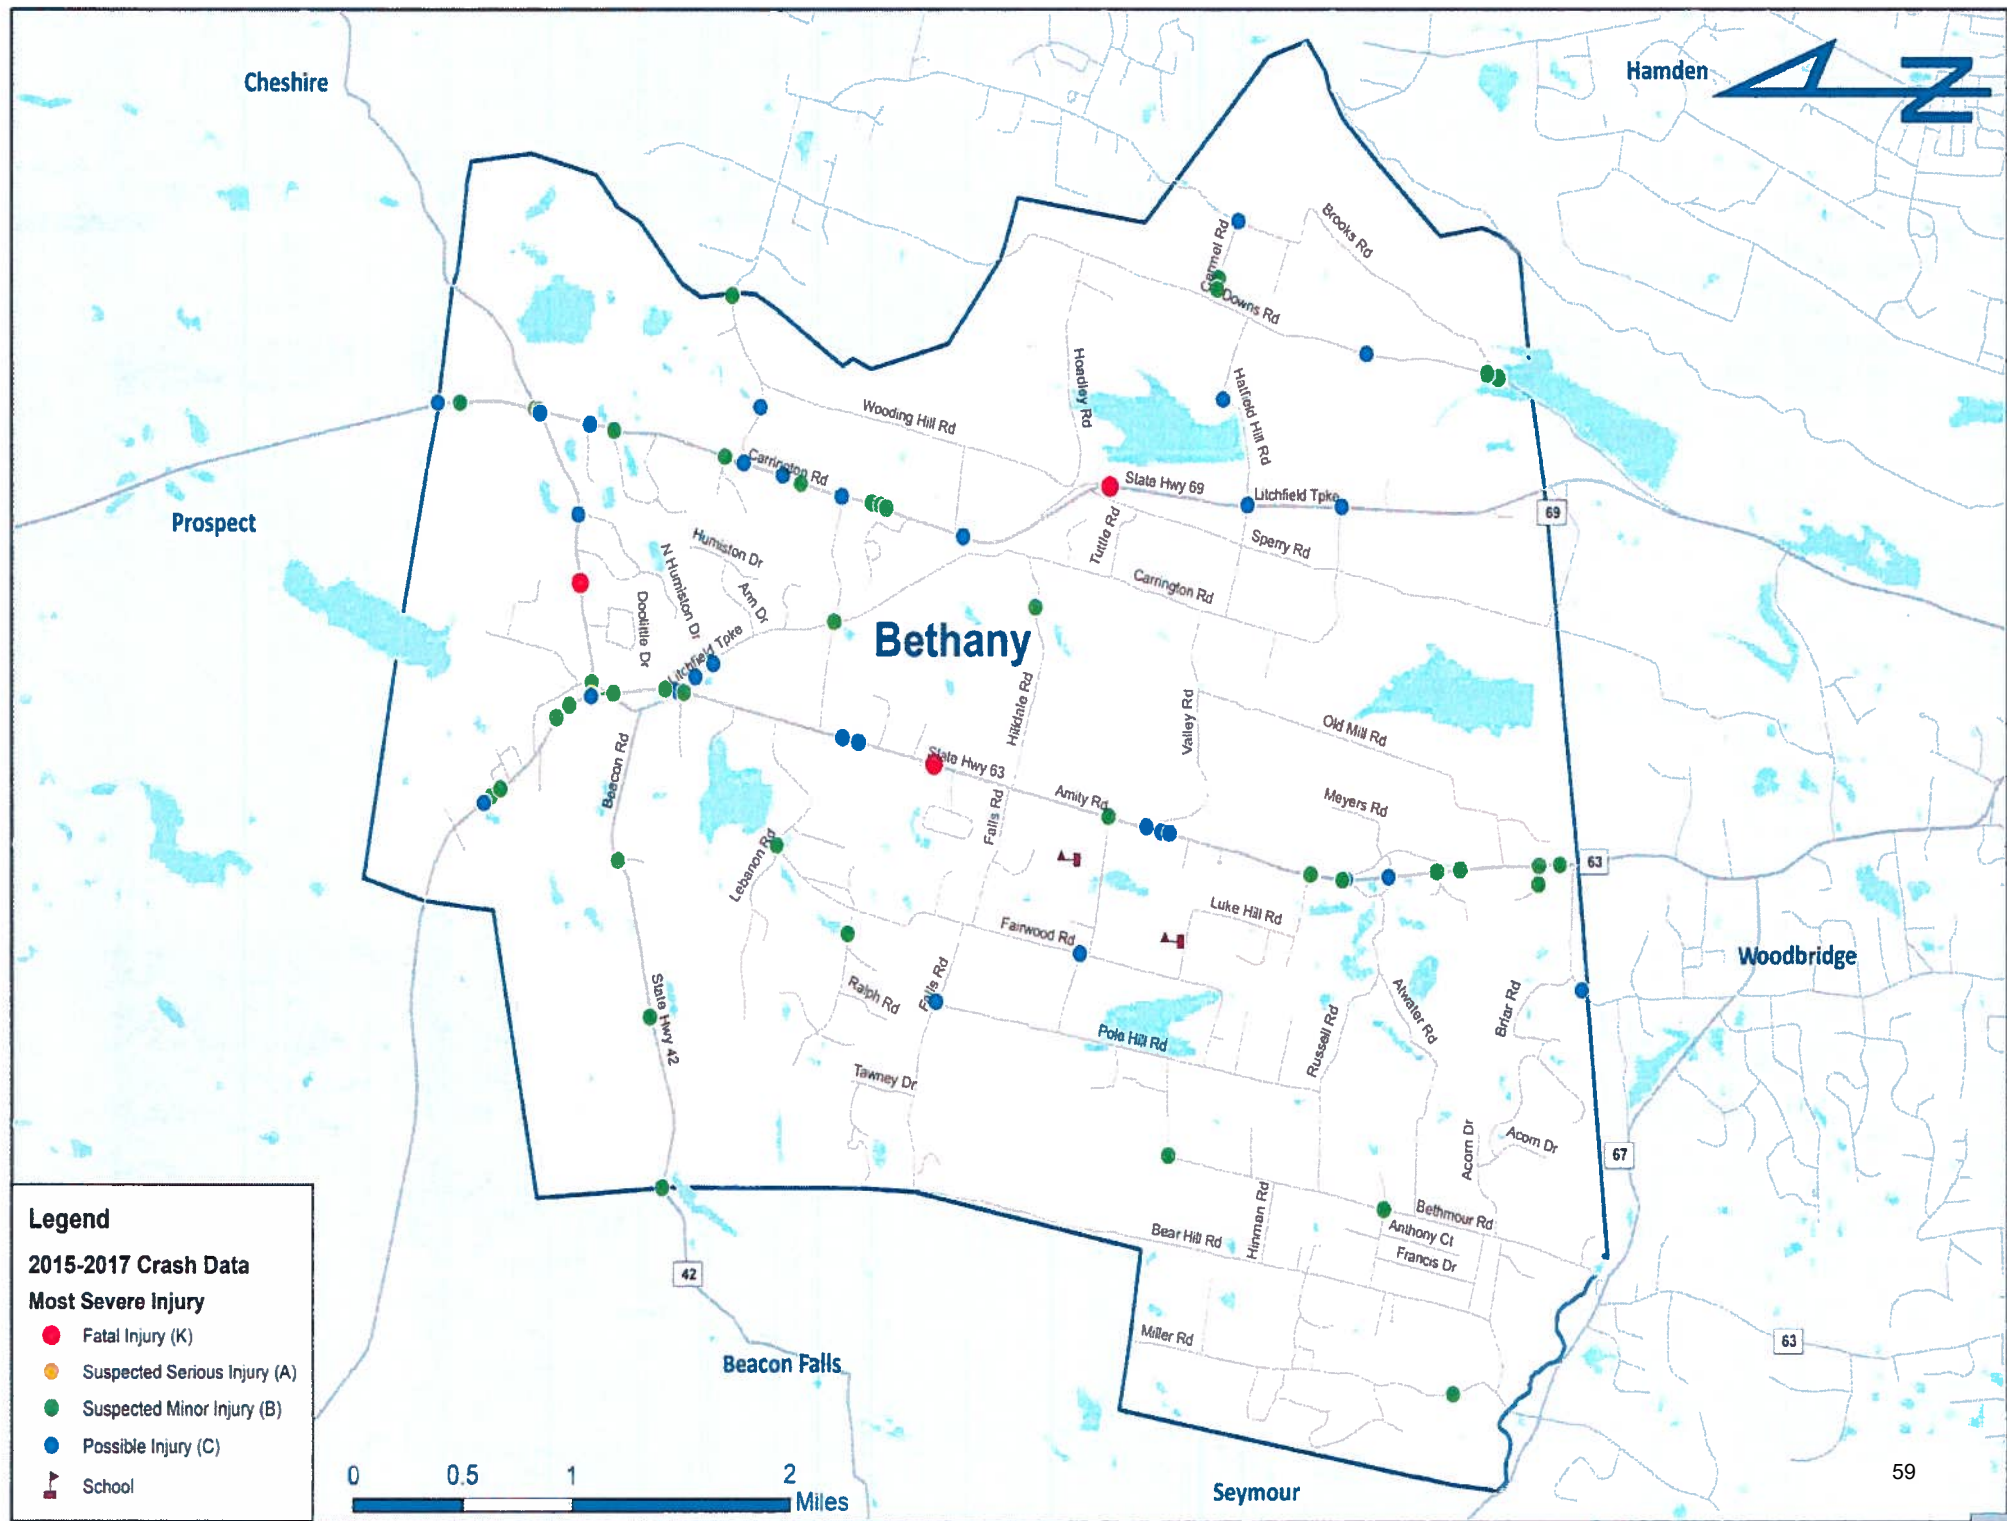 Cheshire
Hamden
N
Brooks Rd
Downs Rd
Hoadley Rd
Hatfield Hill Rd
Wooding Hill Rd
Carrington Rd
State Hwy 69
Litchfield Tpke
69
Prospect
Tuttle Rd
Sperry Rd
Humiston Dr
N Humiston Dr
Ann Dr
Doolittle Dr
Carrington Rd
Litchfield Tpke
Bethany
Hilldale Rd
Valley Rd
Old Mill Rd
Beacon Rd
State Hwy 63
Amity Rd
Falls Rd
Meyers Rd
63
Lebanon Rd
Luke Hill Rd
Fairwood Rd
Woodbridge
State Hwy 42
Ralph Rd
Falls Rd
Atwater Rd
Briar Rd
Pole Hill Rd
Russell Rd
Tawney Dr
Acorn Dr
Acorn Dr
67
Hinman Rd
Bethmour Rd
Anthony Ct
Francis Dr
Bear Hill Rd
42
Miller Rd
63
Beacon Falls
Seymour
Legend
2015-2017 Crash Data
Most Severe Injury
Fatal Injury (K)
Suspected Serious Injury (A)
Suspected Minor Injury (B)
Possible Injury (C)
School
0 0.5 1 2
Miles
59